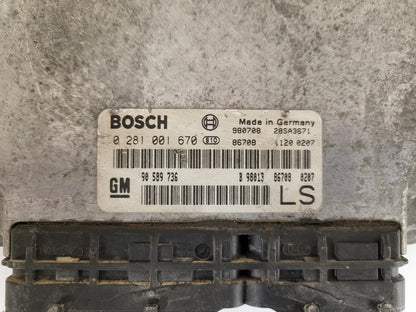 BOSCH Made in Germany
980708 28SA3671
0 281 001 670 810 86708 1120 0207
GM 90 589 736 B 98013 86708 0207
LS